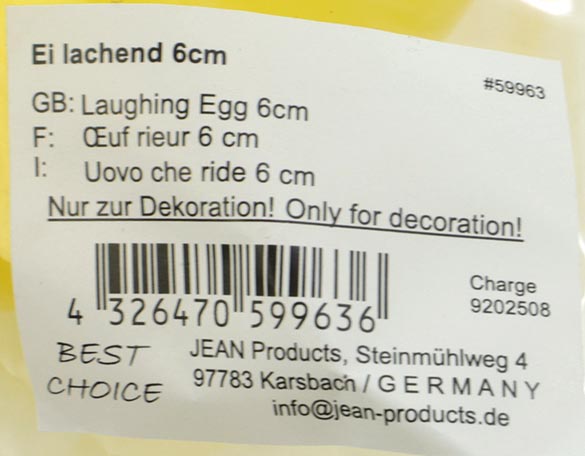 Ei lachend 6cm
#59963
GB: Laughing Egg 6cm
F: Œuf rieur 6 cm
I: Uovo che ride 6 cm
Nur zur Dekoration! Only for decoration!
Charge
9202508
4 326470 599636
BEST
CHOICE
JEAN Products, Steinmühlweg 4
97783 Karsbach / GERMANY
info@jean-products.de